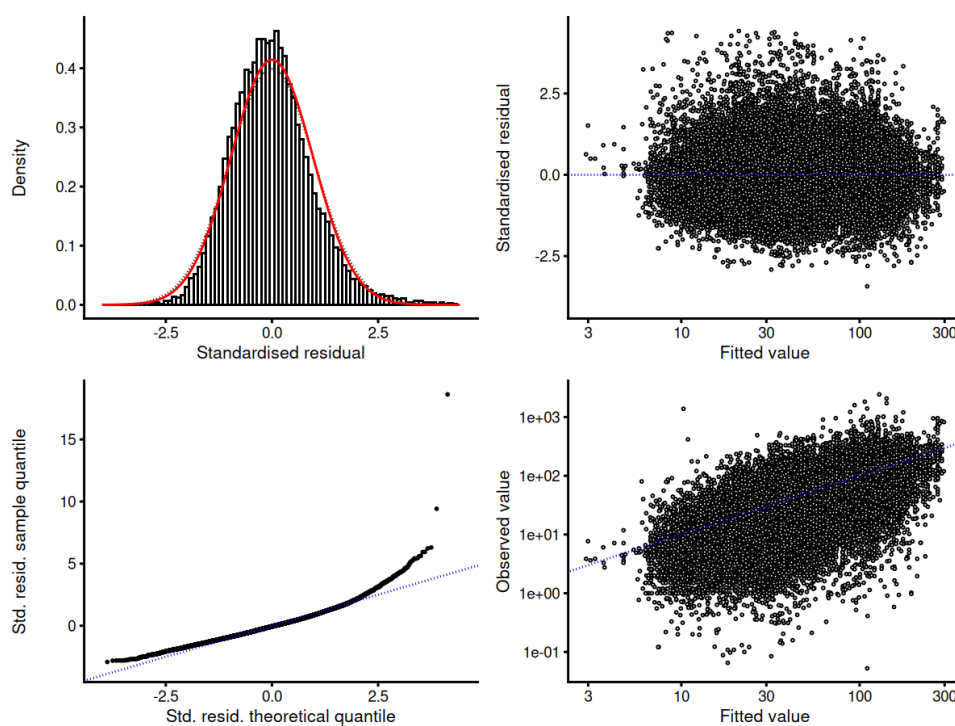 0.4
0.3
0.2
0.1
0.0
Density
-2.5 0.0 2.5
Standardised residual
2.5
0.0
-2.5
Standardised residual
3 10 30 100 300
Fitted value
15
10
5
0
Std. resid. sample quantile
-2.5 0.0 2.5
Std. resid. theoretical quantile
1e+03
1e+02
1e+01
1e+00
1e-01
Observed value
3 10 30 100 300
Fitted value